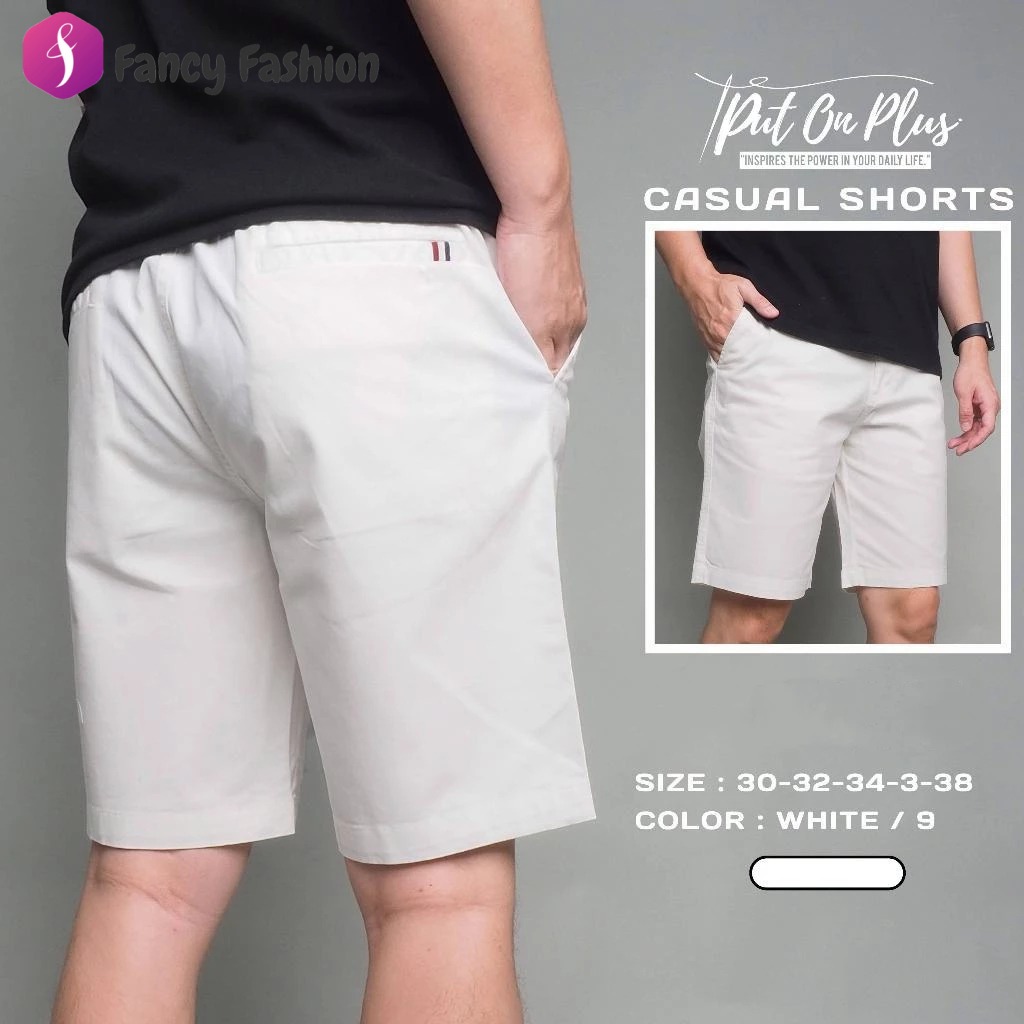 Fancy Fashion
Put On Plus
"INSPIRES THE POWER IN YOUR DAILY LIFE."
CASUAL SHORTS
SIZE : 30-32-34-3-38
COLOR : WHITE / 9